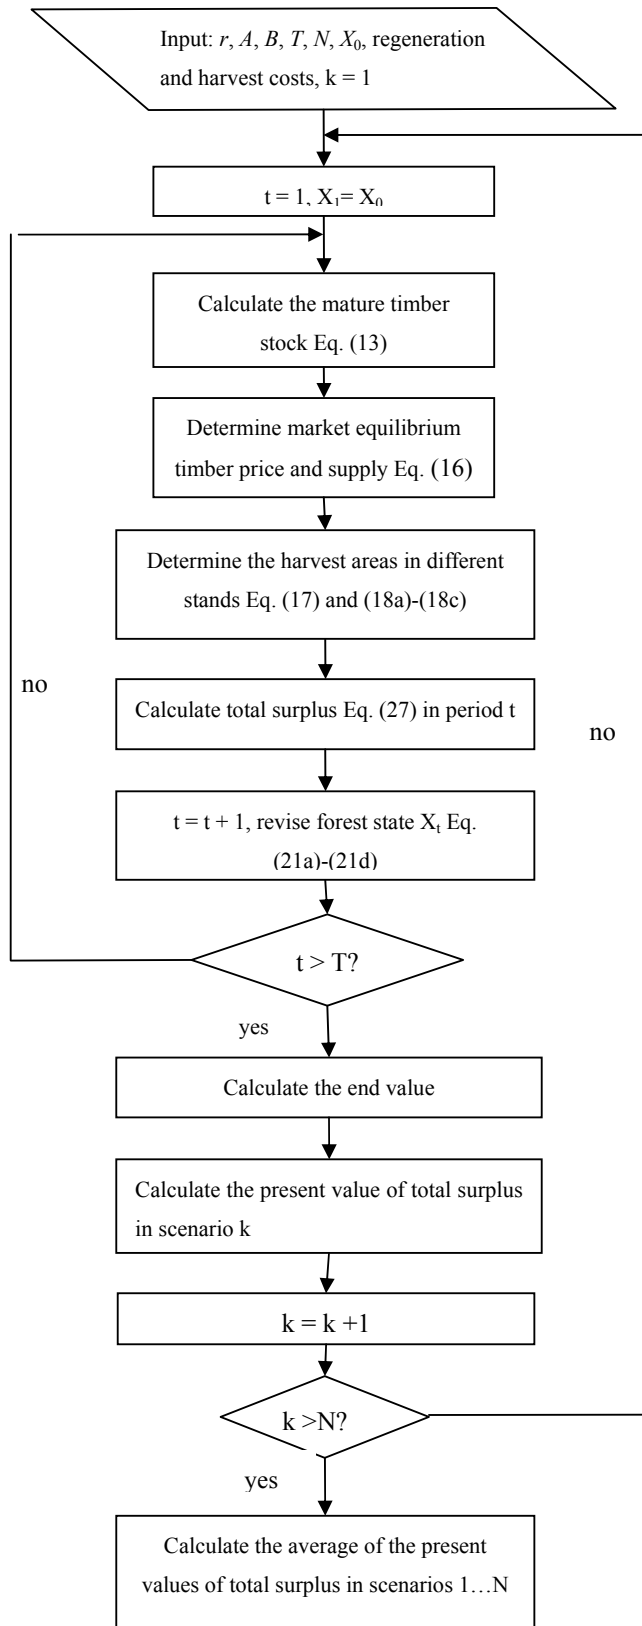 Input: r, A, B, T, N, X₀, regeneration
and harvest costs, k = 1
t = 1, X₁= X₀
Calculate the mature timber
stock Eq. (13)
Determine market equilibrium
timber price and supply Eq. (16)
Determine the harvest areas in different
stands Eq. (17) and (18a)-(18c)
no
Calculate total surplus Eq. (27) in period t
no
t = t + 1, revise forest state Xₜ Eq.
(21a)-(21d)
t > T?
yes
Calculate the end value
Calculate the present value of total surplus
in scenario k
k = k +1
k >N?
yes
Calculate the average of the present
values of total surplus in scenarios 1…N